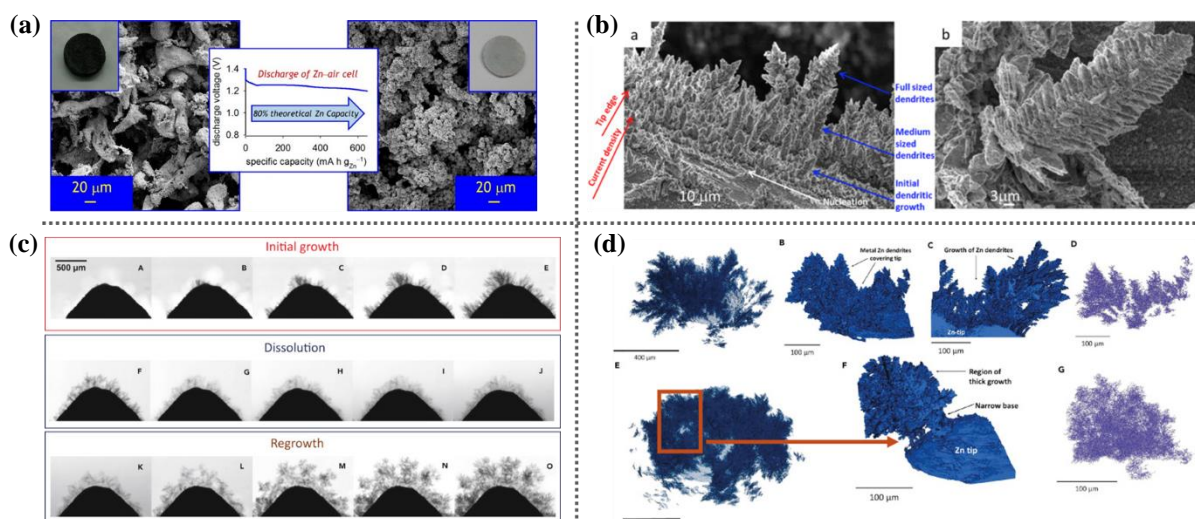 (a)
discharge voltage (V)
1.4
1.2
1.0
0.8
Discharge of Zn–air cell
80% theoretical Zn Capacity
0
200
400
600
specific capacity (mA h gZn⁻¹)
20 μm
20 μm
(b)
a
b
Tip edge
Current density
Full sized
dendrites
Medium
sized
dendrites
Initial
dendritic
growth
Nucleation
10 μm
3μm
(c)
Initial growth
500 μm
A
B
C
D
E
Dissolution
F
G
H
I
J
Regrowth
K
L
M
N
O
(d)
B
Metal Zn dendrites
covering tip
C
Growth of Zn dendrites
D
Zn-tip
400 μm
100 μm
100 μm
100 μm
E
F
Region of
thick growth
Narrow base
Zn tip
100 μm
G
100 μm